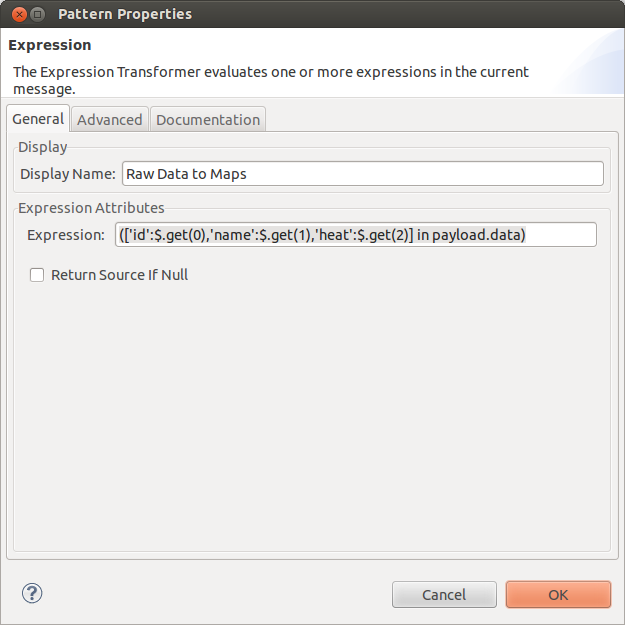 Pattern Properties
Expression
The Expression Transformer evaluates one or more expressions in the current
message.
General Advanced Documentation
Display
Display Name: Raw Data to Maps
Expression Attributes
Expression: (['id':$.get(0),'name':$.get(1),'heat':$.get(2)] in payload.data)
Return Source If Null
?
Cancel OK